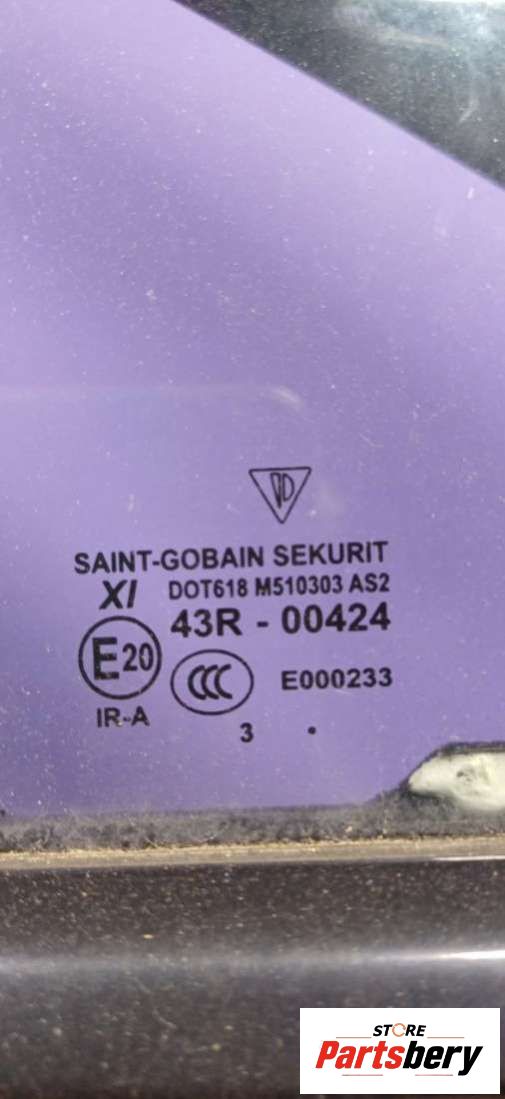 SAINT-GOBAIN SEKURIT
XI DOT618 M510303 AS2
43R - 00424
E20
CCC E000233
IR-A
3 .
STORE
Partsbery